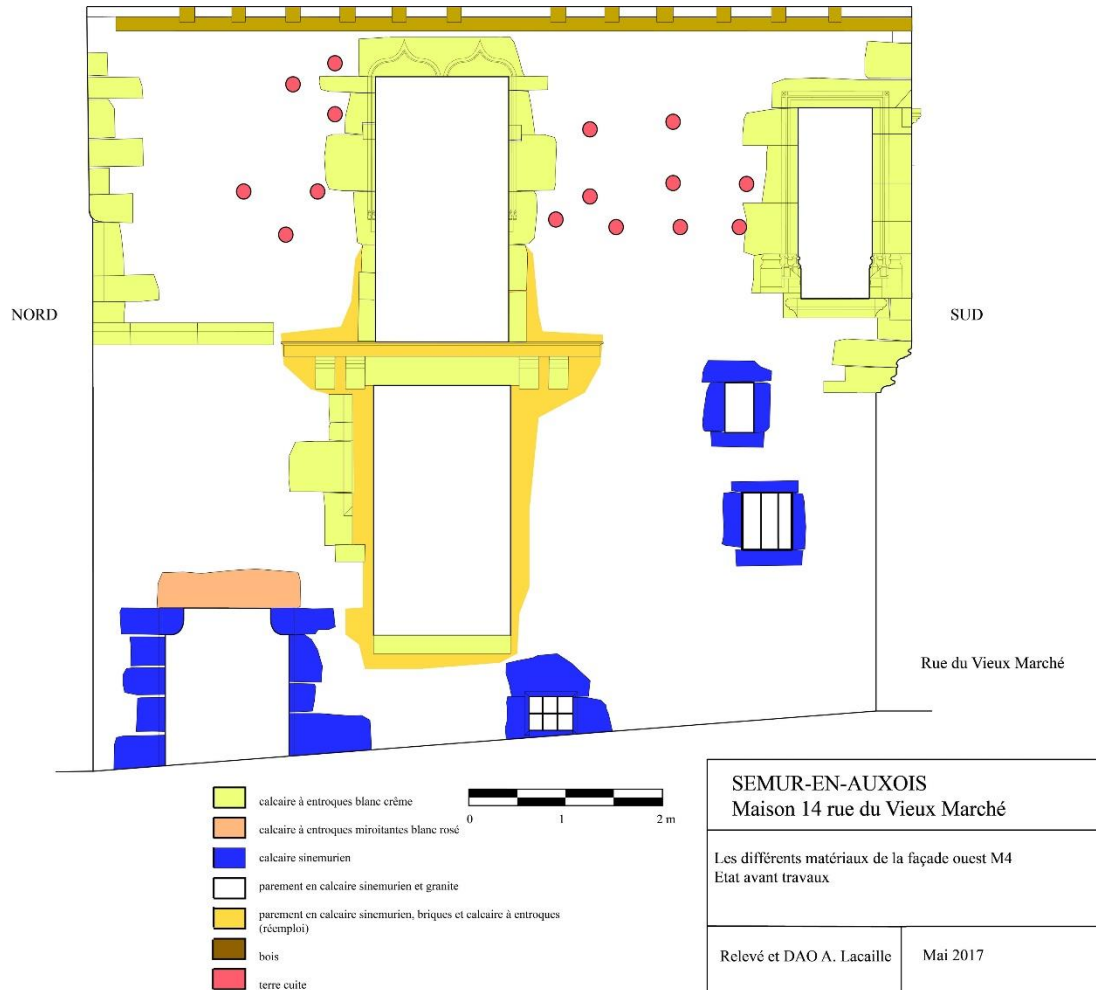 NORD
SUD
Rue du Vieux Marché
calcaire à entroques blanc crême
calcaire à entroques miroitantes blanc rosé
calcaire sinemurien
parement en calcaire sinemurien et granite
parement en calcaire sinemurien, briques et calcaire à entroques
(réemploi)
bois
terre cuite
0 1 2 m
SEMUR-EN-AUXOIS
Maison 14 rue du Vieux Marché
Les différents matériaux de la façade ouest M4
Etat avant travaux
Relevé et DAO A. Lacaille
Mai 2017